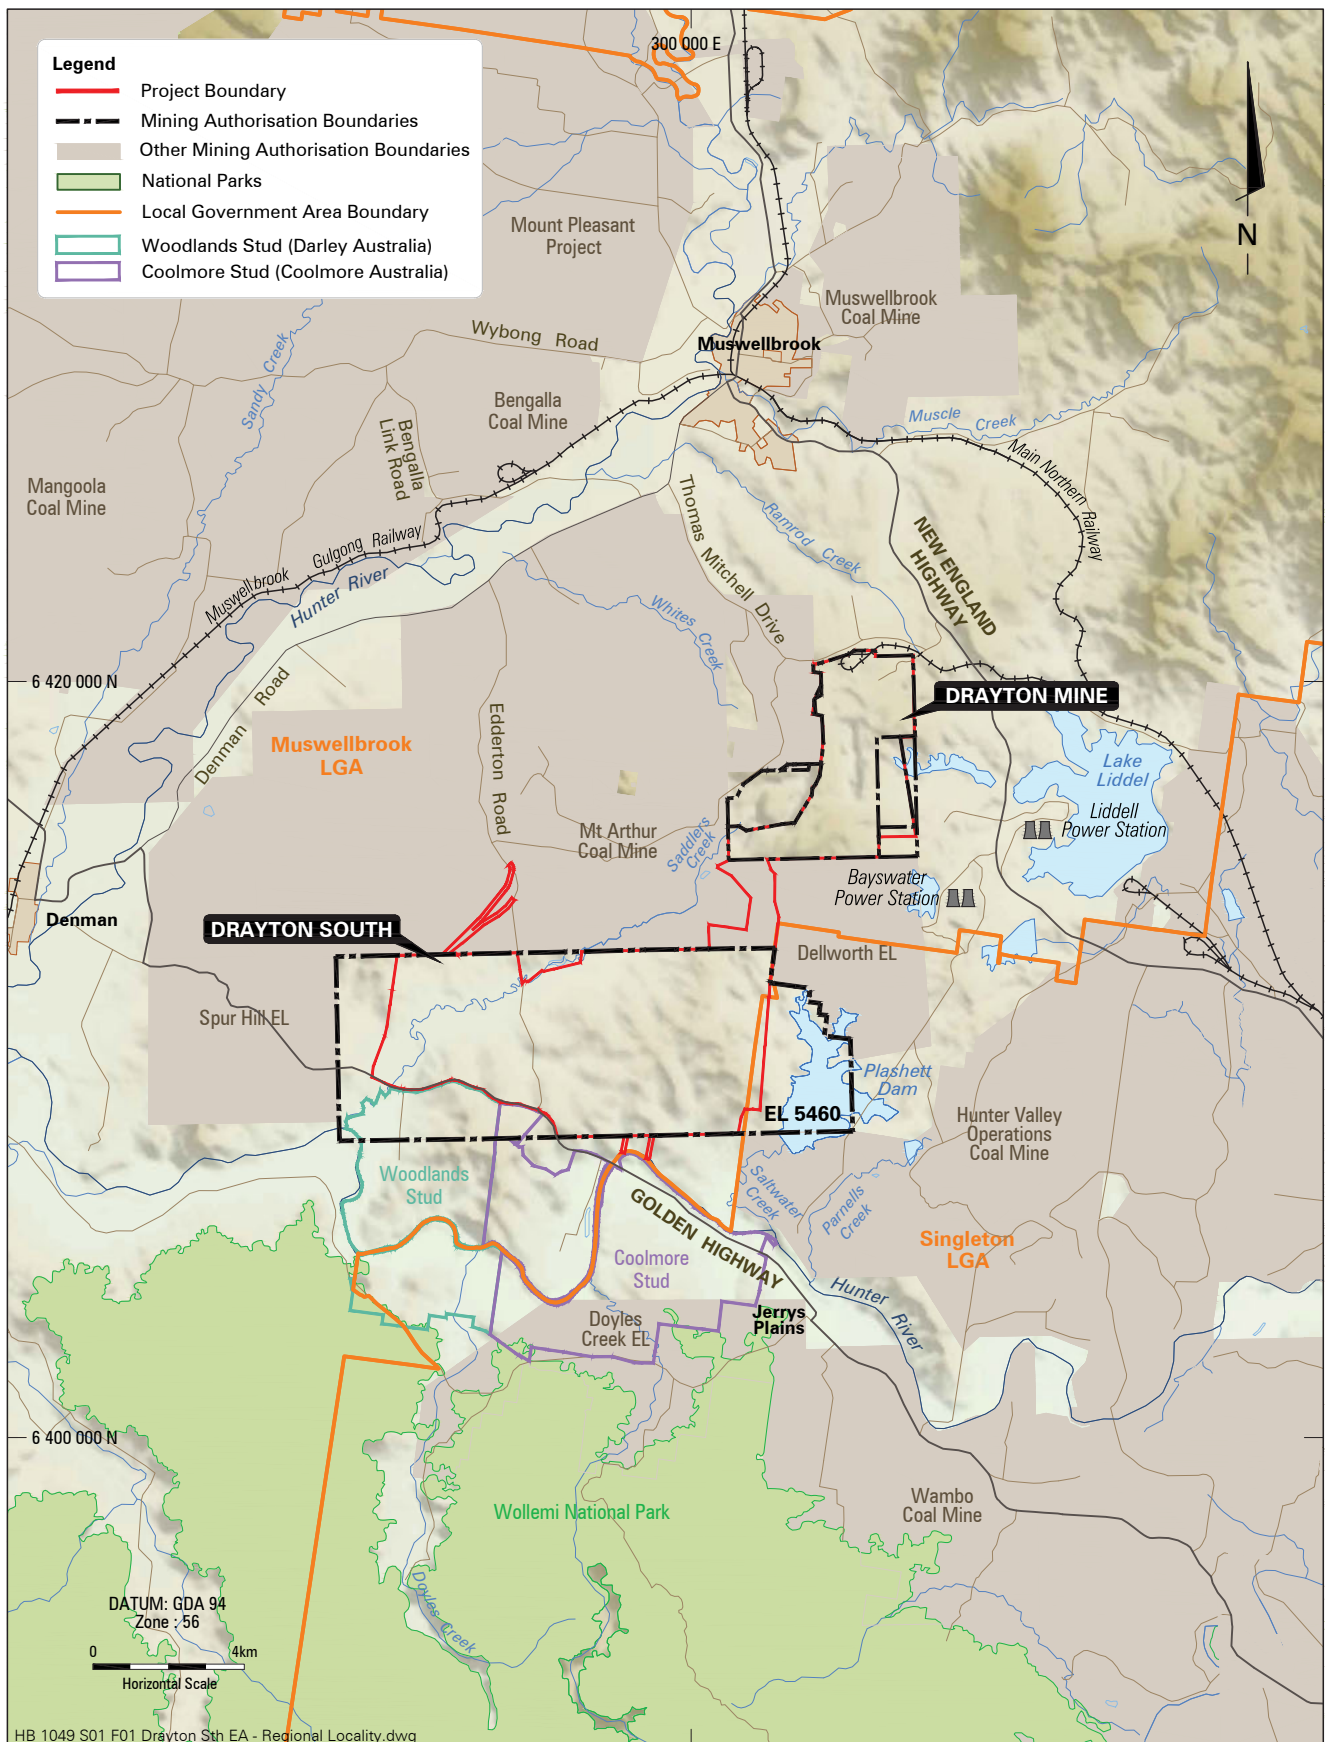 300 000 E
Legend
Project Boundary
Mining Authorisation Boundaries
Other Mining Authorisation Boundaries
National Parks
Local Government Area Boundary
Woodlands Stud (Darley Australia)
Coolmore Stud (Coolmore Australia)
N
Mount Pleasant
Project
Muswellbrook
Coal Mine
Wybong Road
Muswellbrook
Sandy Creek
Bengalla
Coal Mine
Muscle Creek
Bengalla
Link Road
Main Northern Railway
Mangoola
Coal Mine
Thomas Mitchell Drive
Ramrod Creek
NEW ENGLAND
HIGHWAY
Muswellbrook Gulgong Railway
Hunter River
Whites Creek
6 420 000 N
Denman Road
DRAYTON MINE
Edderton Road
Muswellbrook
LGA
Lake
Liddel
Liddell
Power Station
Mt Arthur
Coal Mine
Saddlers
Creek
Bayswater
Power Station
Denman
DRAYTON SOUTH
Dellworth EL
Spur Hill EL
Plashett
Dam
EL 5460
Hunter Valley
Operations
Coal Mine
Woodlands
Stud
Saltwater
Creek
Parnells
Creek
GOLDEN HIGHWAY
Singleton
LGA
Coolmore
Stud
Hunter River
Doyles
Creek EL
Jerrys
Plains
6 400 000 N
Wambo
Coal Mine
Wollemi National Park
Doyles Creek
DATUM: GDA 94
Zone : 56
0 4km
Horizontal Scale
HB 1049 S01 F01 Drayton Sth EA - Regional Locality.dwg